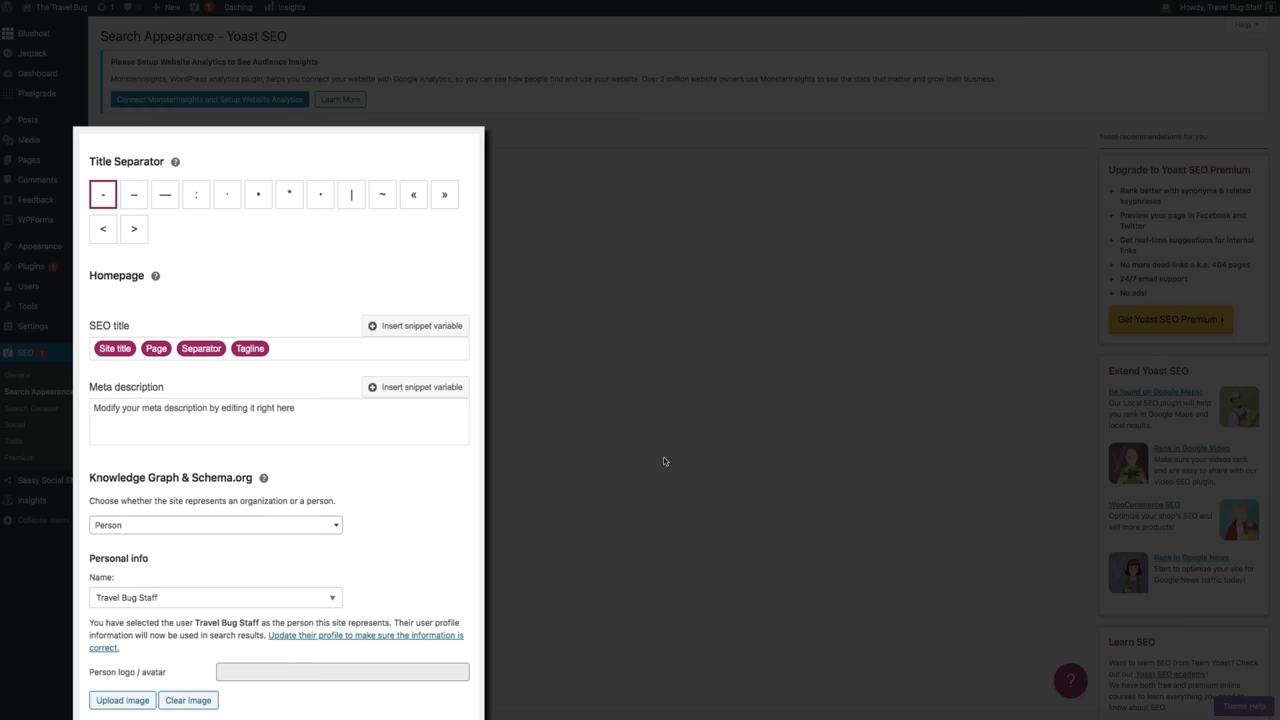 The Travel Bug 1 0 + New 1 Caching Insights Howdy, Travel Bug Staff
Help
Bluehost
Jetpack
Dashboard
Pixelgrade
Posts
Media
Pages
Comments
Feedback
WPForms
Appearance
Plugins 1
Users
Tools
Settings
SEO 1
General
Search Appearance
Search Console
Social
Tools
Premium
Sassy Social S
Insights
Collapse menu
Search Appearance - Yoast SEO
Please Setup Website Analytics to See Audience Insights
MonsterInsights, WordPress analytics plugin, helps you connect your website with Google Analytics, so you can see how people find and use your website. Over 2 million website owners use MonsterInsights to see the stats that matter and grow their business.
Connect MonsterInsights and Setup Website Analytics Learn More
Title Separator ?
- – — : · • * ⋆ | ~ « »
< >
Homepage ?
SEO title Insert snippet variable
Site title Page Separator Tagline
Meta description Insert snippet variable
Modify your meta description by editing it right here
Knowledge Graph & Schema.org ?
Choose whether the site represents an organization or a person.
Person
Personal info
Name:
Travel Bug Staff
You have selected the user Travel Bug Staff as the person this site represents. Their user profile
information will now be used in search results. Update their profile to make sure the information is
correct.
Person logo / avatar
Upload Image Clear Image
Yoast recommendations for you
Upgrade to Yoast SEO Premium
+ Rank better with synonyms & related
keyphrases
+ Preview your page in Facebook and
Twitter
+ Get real-time suggestions for internal
links
+ No more dead links a.k.a. 404 pages
+ 24/7 email support
+ No ads!
Get Yoast SEO Premium
Extend Yoast SEO
Be found on Google Maps!
Our Local SEO plugin will help
you rank in Google Maps and
local results.
Rank in Google Video
Make sure your videos rank
and are easy to share with our
Video SEO plugin.
WooCommerce SEO
Optimize your shop's SEO and
sell more products!
Rank in Google News
Start to optimize your site for
Google News traffic today!
Learn SEO
Want to learn SEO from Team Yoast? Check
out our Yoast SEO academy!
We have both free and premium online
courses to learn everything you need to
know about SEO.
?
Theme Help